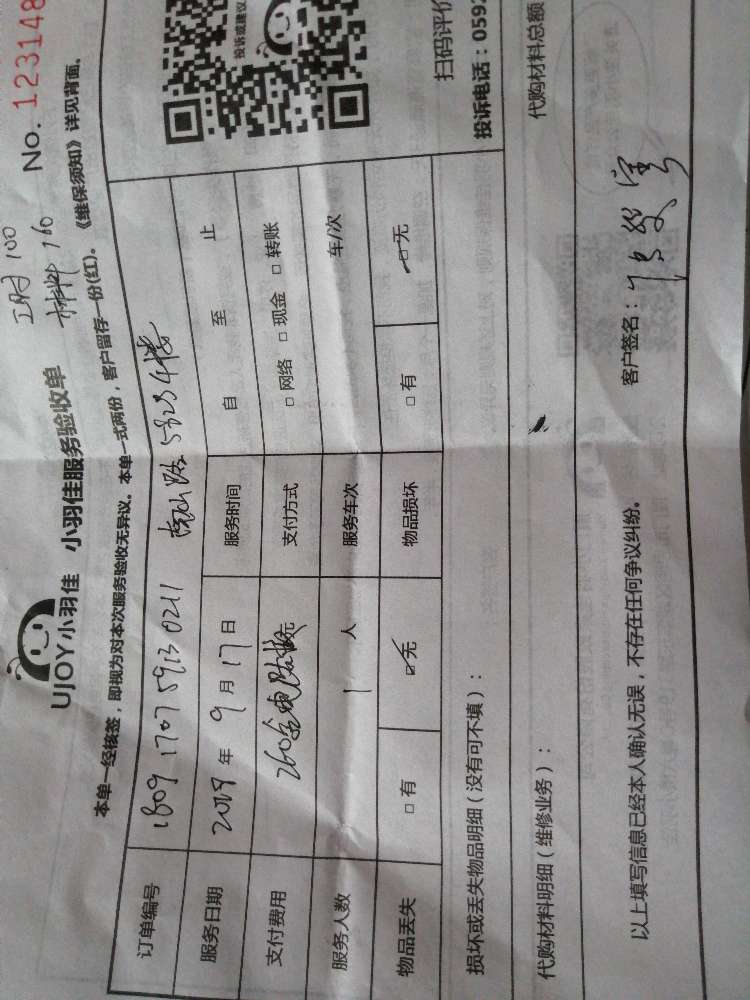 工时 100
材料 160
No. 123148
UJOY小羽佳 小羽佳服务验收单
本单一经核签，即视为对本次服务验收无异议。本单一式两份，客户留存一份(红)。《维保须知》详见背面。
订单编号 1809 1707 5913 0211
服务日期 2018 年 9 月 17 日 服务时间 自 至 止
支付费用 260 元 支付方式 □ 网络 □ 现金 □ 转账
服务人数 1 人 服务车次 车/次
物品丢失 □ 有 □ 无 物品损坏 □ 有 □ 无
投诉或建议
扫码评价
投诉电话：0592
损坏或丢失物品明细（没有可不填）：
代购材料明细（维修业务）： 代购材料总额
以上填写信息已经本人确认无误，不存在任何争议纠纷。 客户签名：